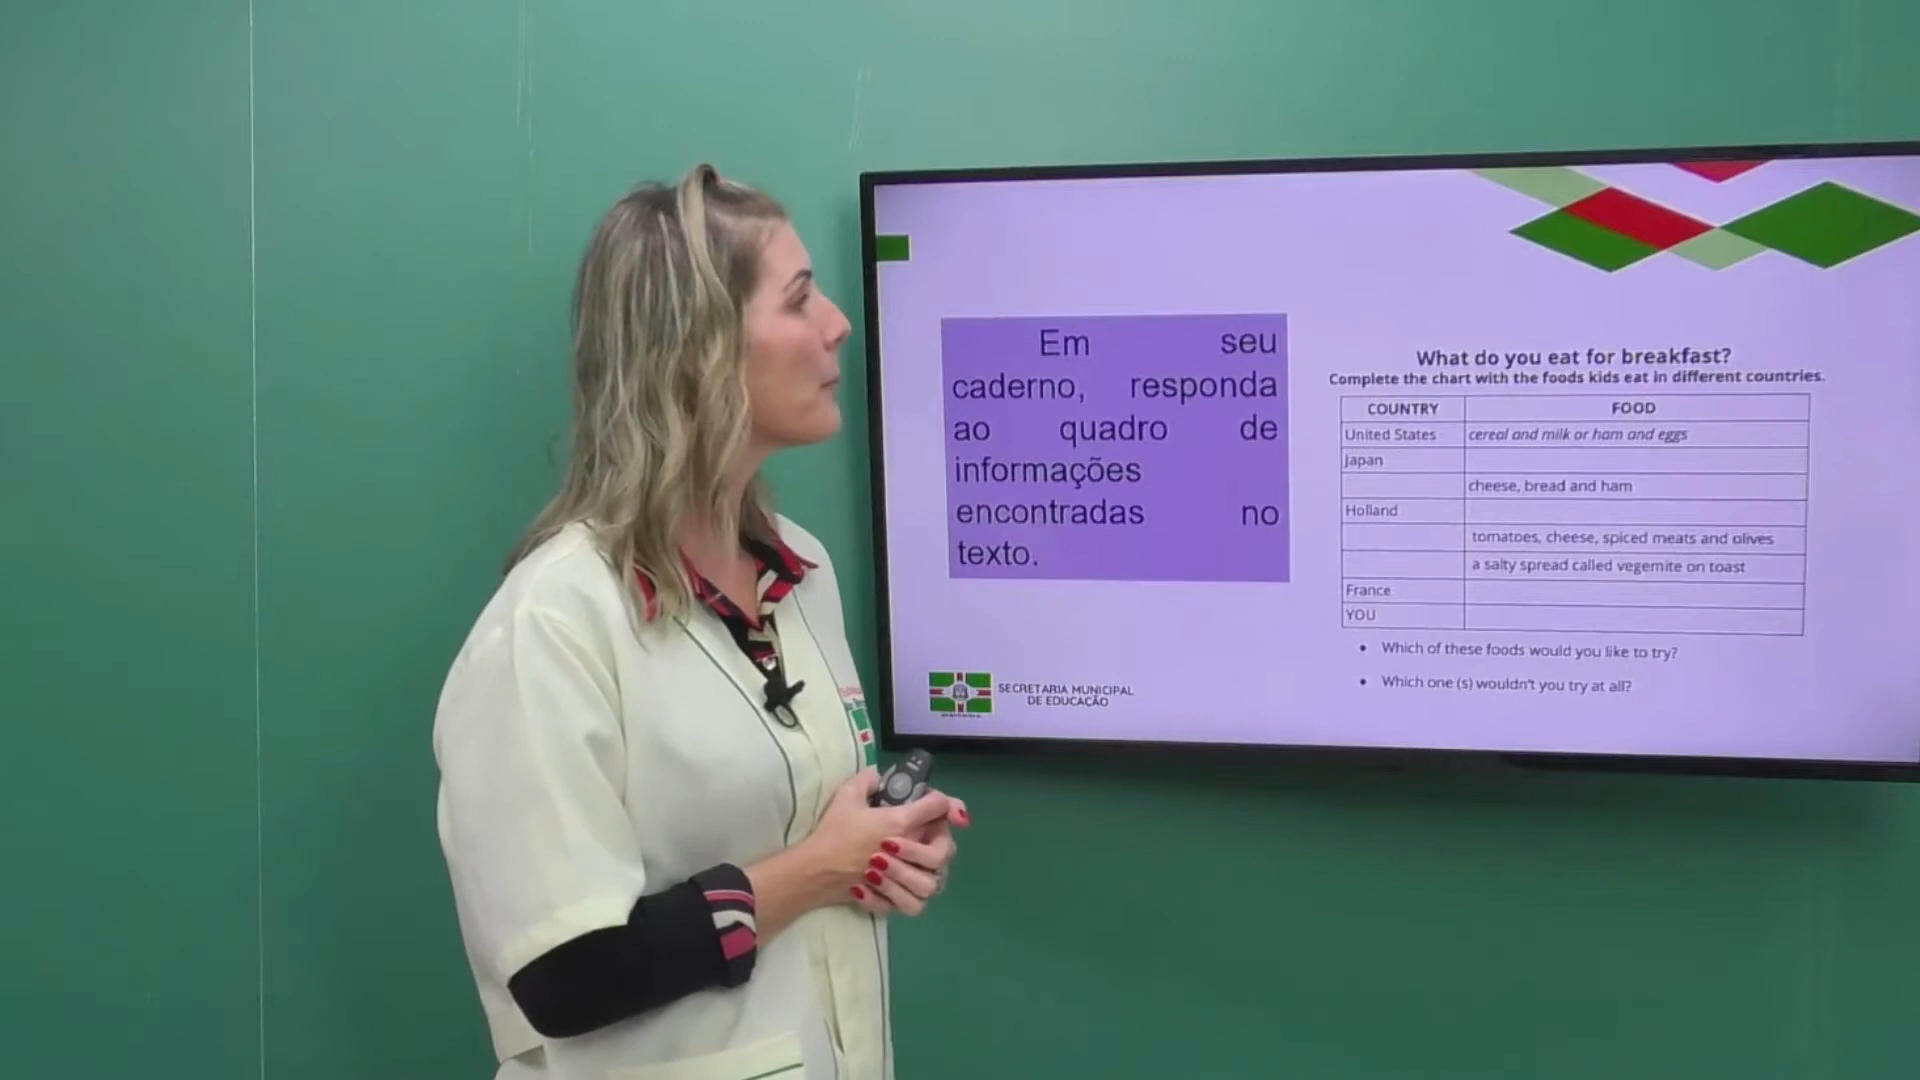 Em seu
caderno, responda
ao quadro de
informações
encontradas no
texto.
What do you eat for breakfast?
Complete the chart with the foods kids eat in different countries.
COUNTRY FOOD
United States cereal and milk or ham and eggs
Japan
cheese, bread and ham
Holland
tomatoes, cheese, spiced meats and olives
a salty spread called vegemite on toast
France
YOU
• Which of these foods would you like to try?
• Which one (s) wouldn't you try at all?
SECRETARIA MUNICIPAL
DE EDUCAÇÃO